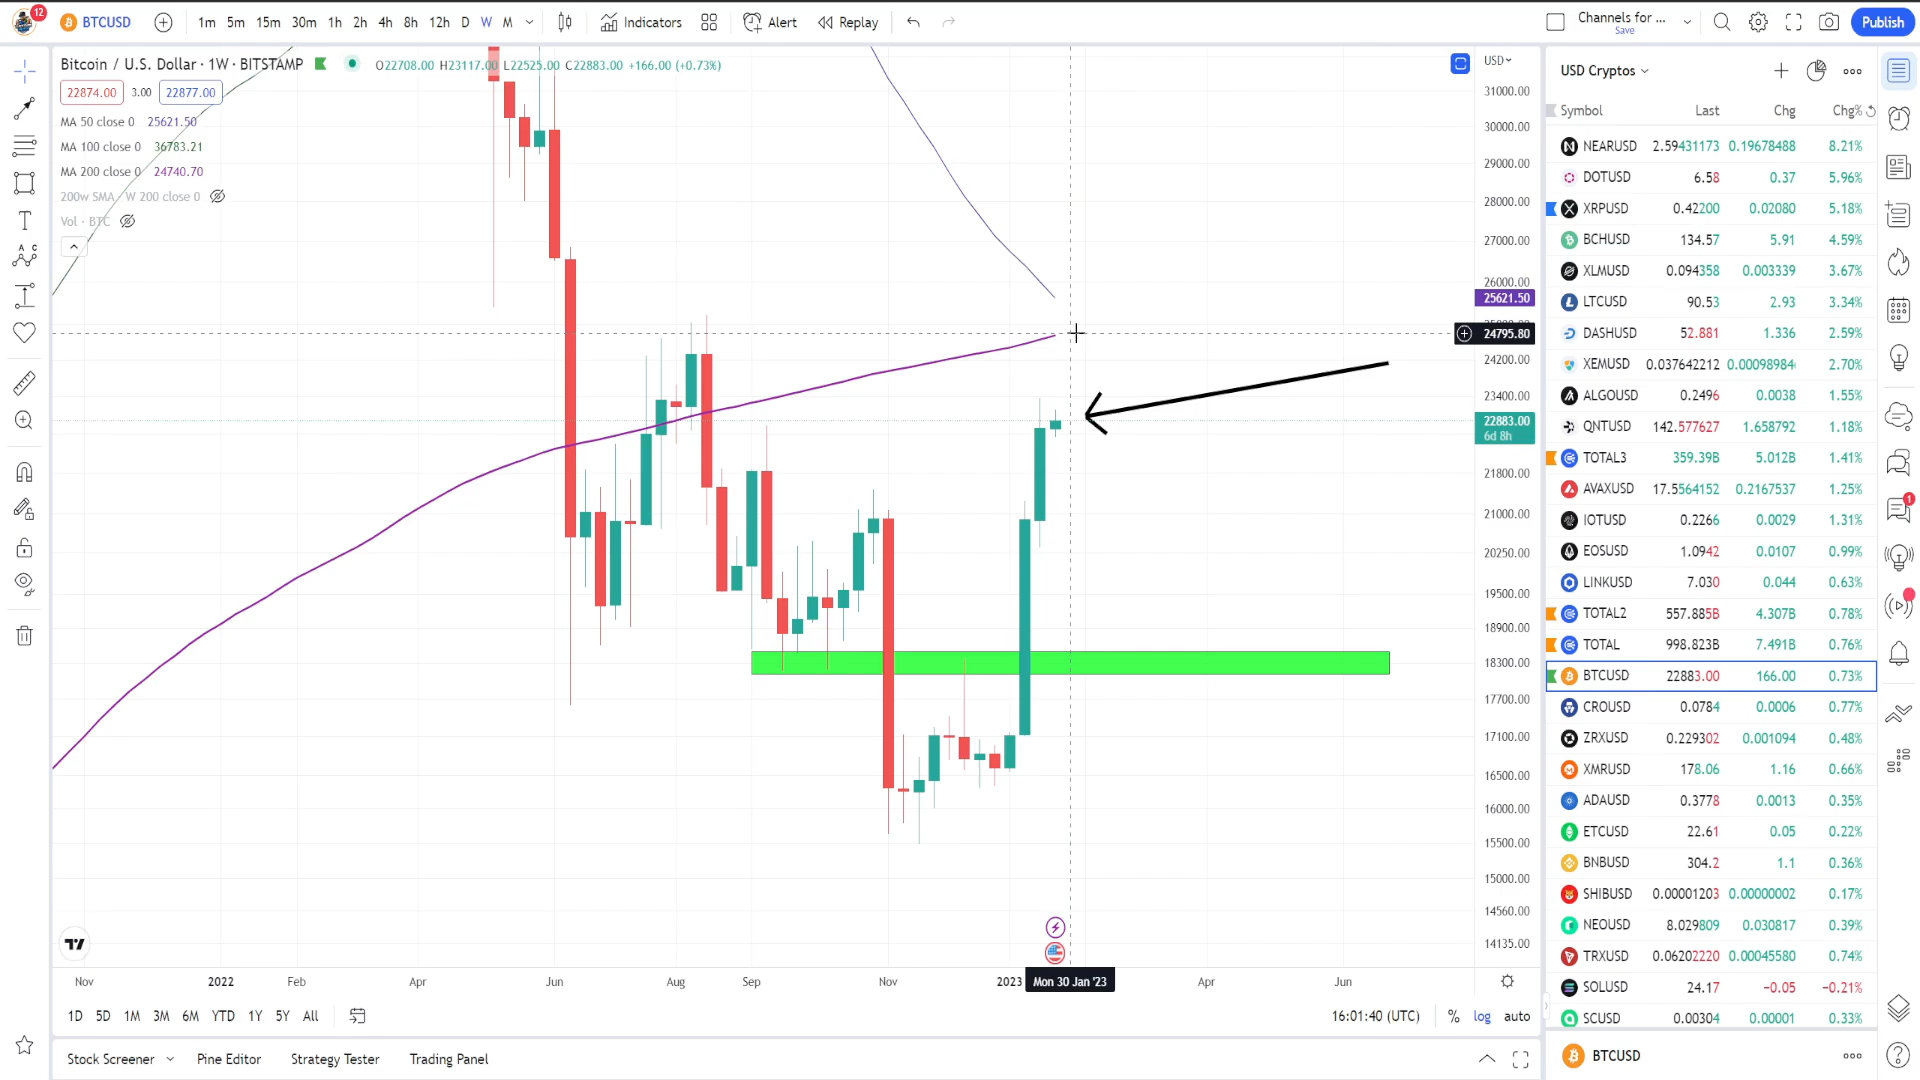 12
BTCUSD
1m 5m 15m 30m 1h 2h 4h 8h 12h D W M
Indicators
Alert
Replay
Channels for ...
Save
Publish
Bitcoin / U.S. Dollar · 1W · BITSTAMP
O22708.00 H23117.00 L22525.00 C22883.00 +166.00 (+0.73%)
22874.00 3.00 22877.00
MA 50 close 0 25621.50
MA 100 close 0 36783.21
MA 200 close 0 24740.70
200w SMA W 200 close 0
Vol · BTC
USD
31000.00
30000.00
29000.00
28000.00
27000.00
26000.00
25621.50
24795.80
24200.00
23400.00
22883.00
6d 8h
21800.00
21000.00
20250.00
19500.00
18900.00
18300.00
17700.00
17100.00
16500.00
16000.00
15500.00
15000.00
14560.00
14135.00
Nov 2022 Feb Apr Jun Aug Sep Nov 2023 Mon 30 Jan '23 Apr Jun
1D 5D 1M 3M 6M YTD 1Y 5Y All
16:01:40 (UTC) % log auto
Stock Screener Pine Editor Strategy Tester Trading Panel
USD Cryptos
Symbol Last Chg Chg%
NEARUSD 2.59431173 0.19678488 8.21%
DOTUSD 6.58 0.37 5.96%
XRPUSD 0.42200 0.02080 5.18%
BCHUSD 134.57 5.91 4.59%
XLMUSD 0.094358 0.003339 3.67%
LTCUSD 90.53 2.93 3.34%
DASHUSD 52.881 1.336 2.59%
XEMUSD 0.037642212 0.00098984 2.70%
ALGOUSD 0.2496 0.0038 1.55%
QNTUSD 142.577627 1.658792 1.18%
TOTAL3 359.39B 5.012B 1.41%
AVAXUSD 17.5564152 0.2167537 1.25%
IOTUSD 0.2266 0.0029 1.31%
EOSUSD 1.0942 0.0107 0.99%
LINKUSD 7.030 0.044 0.63%
TOTAL2 557.885B 4.307B 0.78%
TOTAL 998.823B 7.491B 0.76%
BTCUSD 22883.00 166.00 0.73%
CROUSD 0.0784 0.0006 0.77%
ZRXUSD 0.229302 0.001094 0.48%
XMRUSD 178.06 1.16 0.66%
ADAUSD 0.3778 0.0013 0.35%
ETCUSD 22.61 0.05 0.22%
BNBUSD 304.2 1.1 0.36%
SHIBUSD 0.00001203 0.00000002 0.17%
NEOUSD 8.029809 0.030817 0.39%
TRXUSD 0.06202220 0.00045580 0.74%
SOLUSD 24.17 −0.05 −0.21%
SCUSD 0.00304 0.00001 0.33%
BTCUSD
1